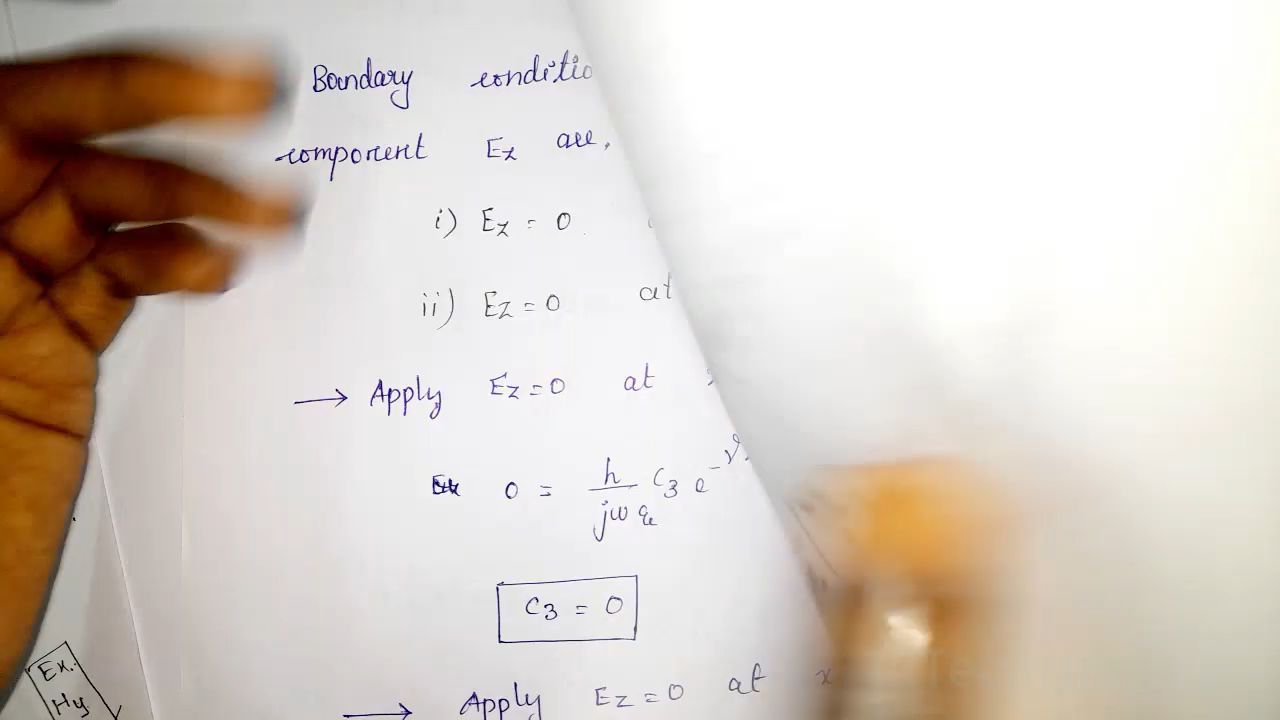 Boundary conditio
component Ez are,
i) Ez = 0
ii) Ez = 0 at
→ Apply Ez = 0 at
0 = h/jωε C3 e^-γ
C3 = 0
→ Apply Ez = 0 at x
Ex.
Hy